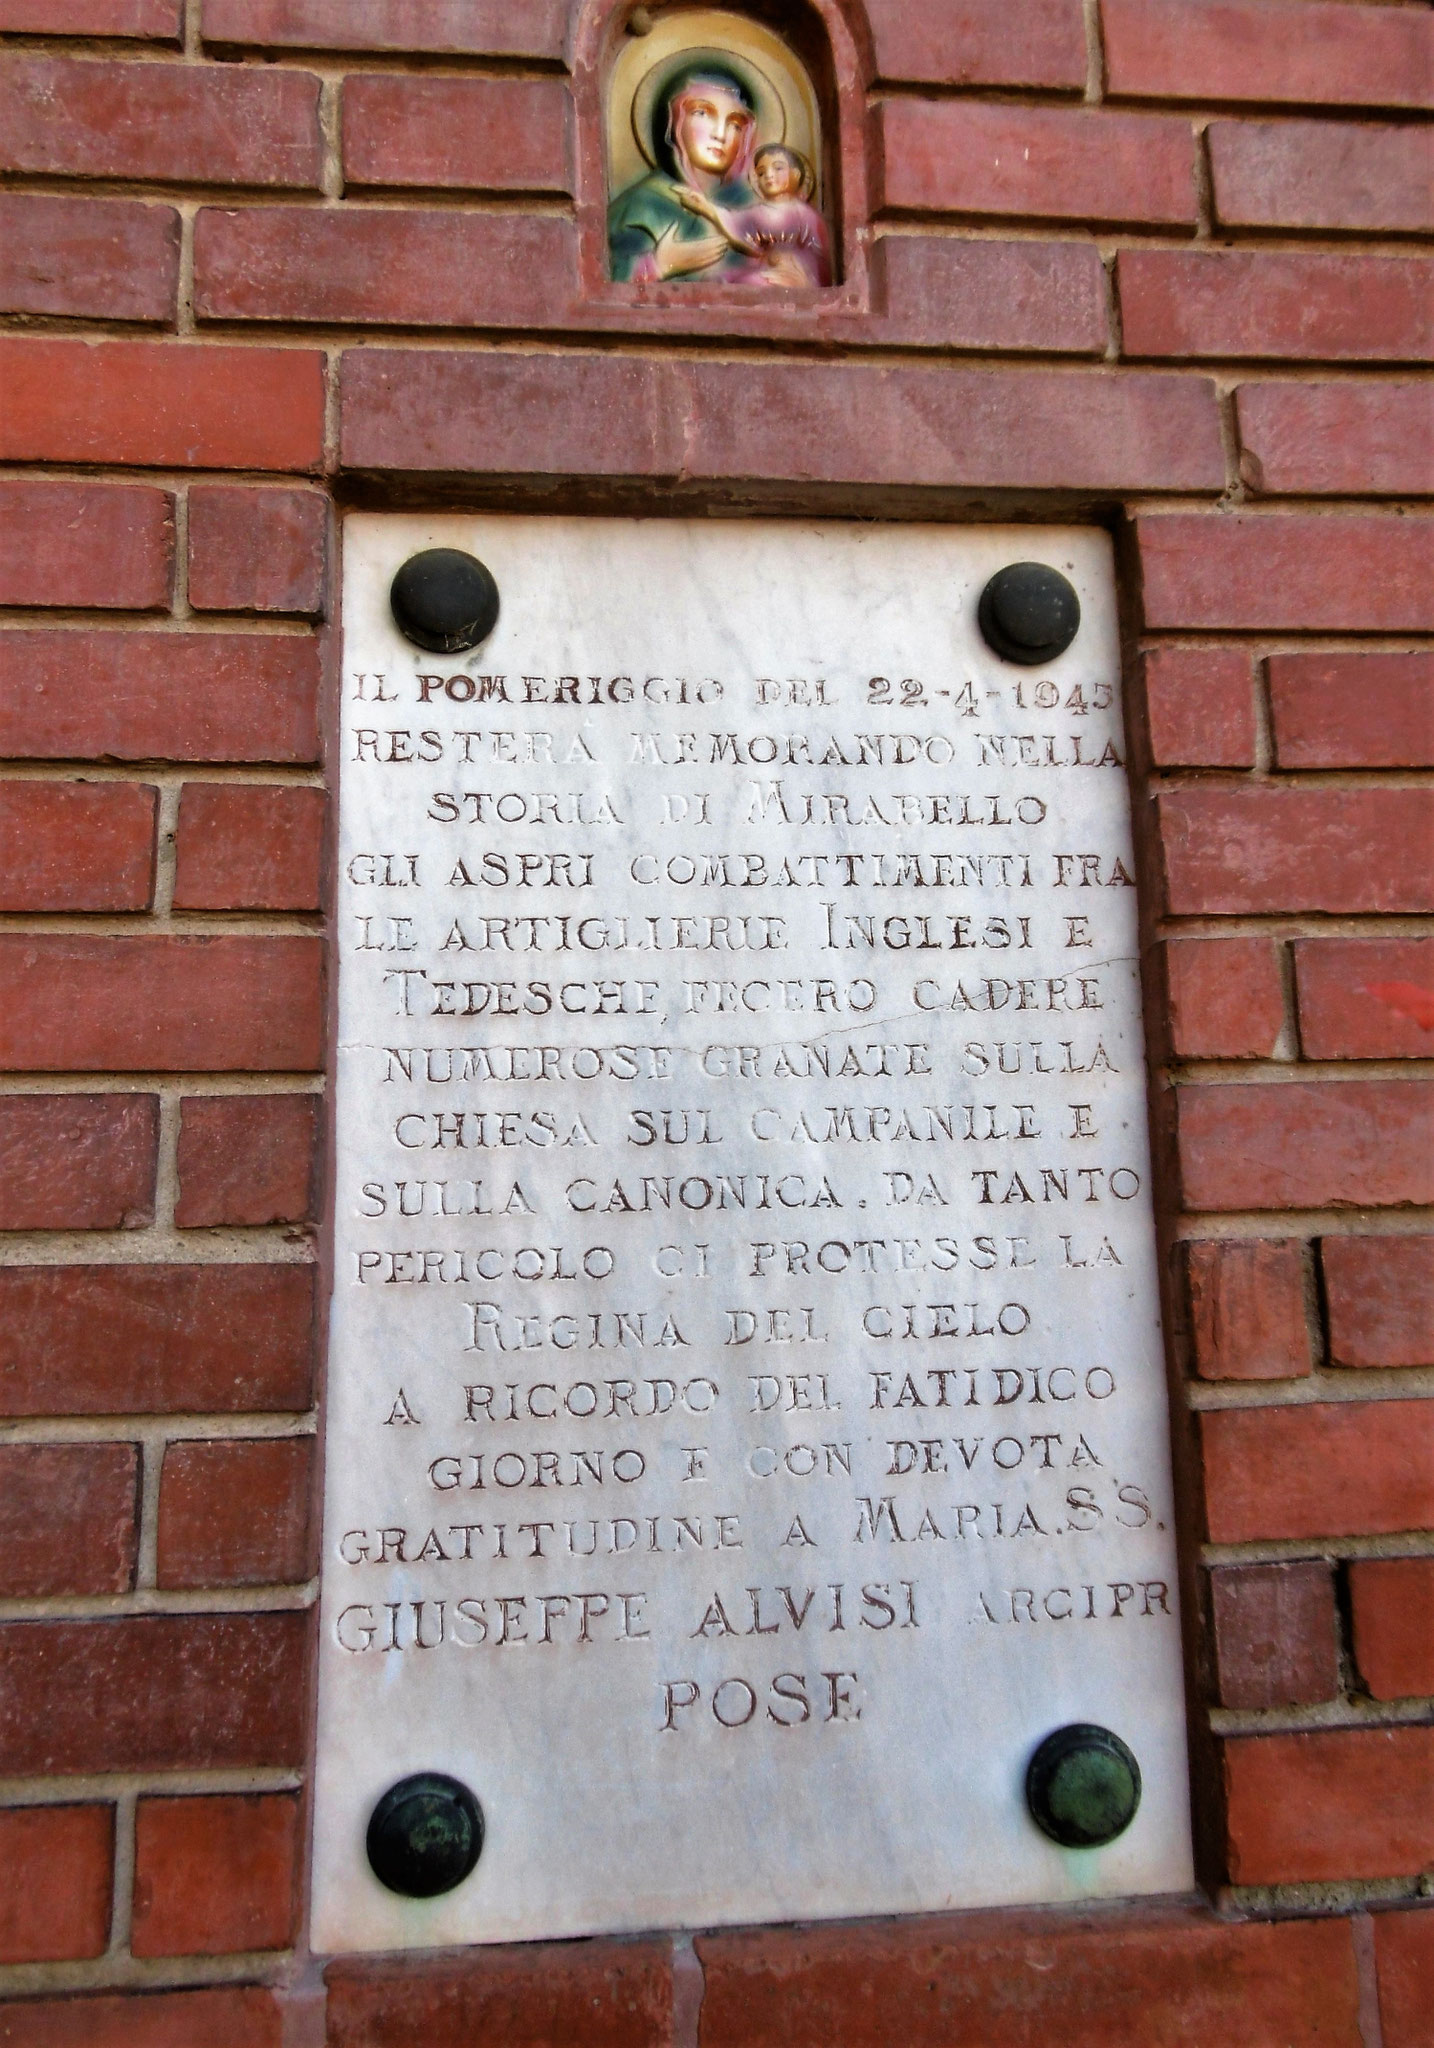 IL POMERIGGIO DEL 22-4-1945
RESTERÀ MEMORANDO NELLA
STORIA DI MIRABELLO
GLI ASPRI COMBATTIMENTI FRA
LE ARTIGLIERIE INGLESI E
TEDESCHE, FECERO CADERE
NUMEROSE GRANATE SULLA
CHIESA SUL CAMPANILE E
SULLA CANONICA. DA TANTO
PERICOLO CI PROTESSE LA
REGINA DEL CIELO
A RICORDO DEL FATIDICO
GIORNO E CON DEVOTA
GRATITUDINE A MARIA.SS.
GIUSEPPE ALVISI ARCIPR
POSE